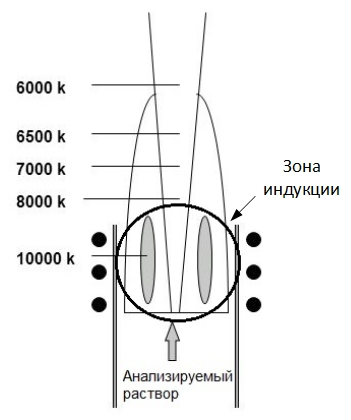 6000 k
6500 k
7000 k
8000 k
Зона
индукции
10000 k
Анализируемый
раствор